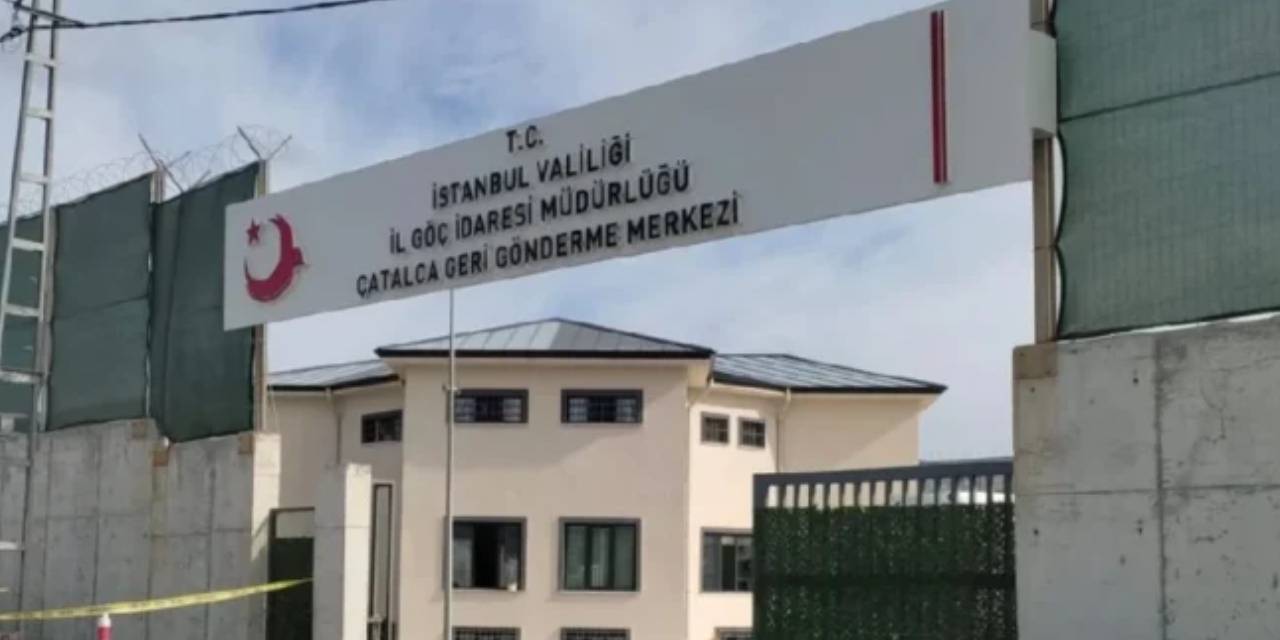 T.C.
İSTANBUL VALİLİĞİ
İL GÖÇ İDARESİ MÜDÜRLÜĞÜ
ÇATALCA GERİ GÖNDERME MERKEZİ